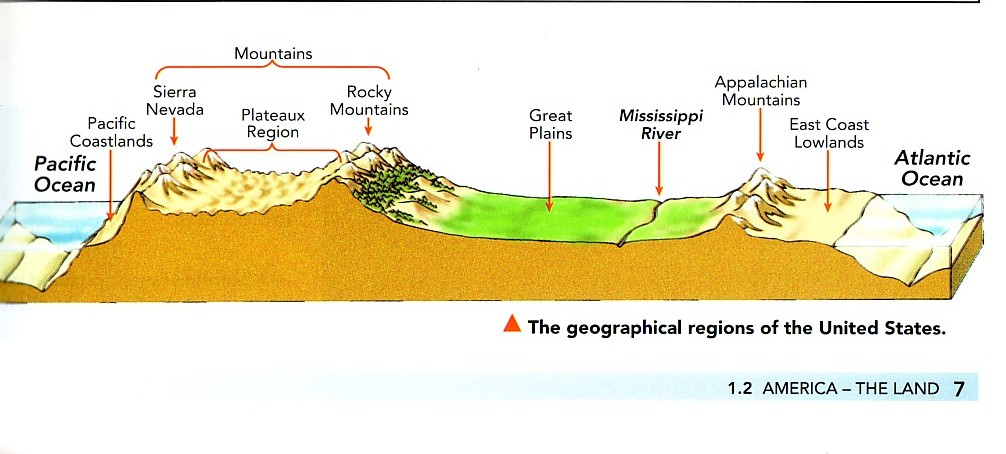 Mountains
Sierra
Nevada
Rocky
Mountains
Plateaux
Region
Pacific
Coastlands
Pacific
Ocean
Great
Plains
Mississippi
River
Appalachian
Mountains
East Coast
Lowlands
Atlantic
Ocean
The geographical regions of the United States.
1.2 AMERICA – THE LAND 7